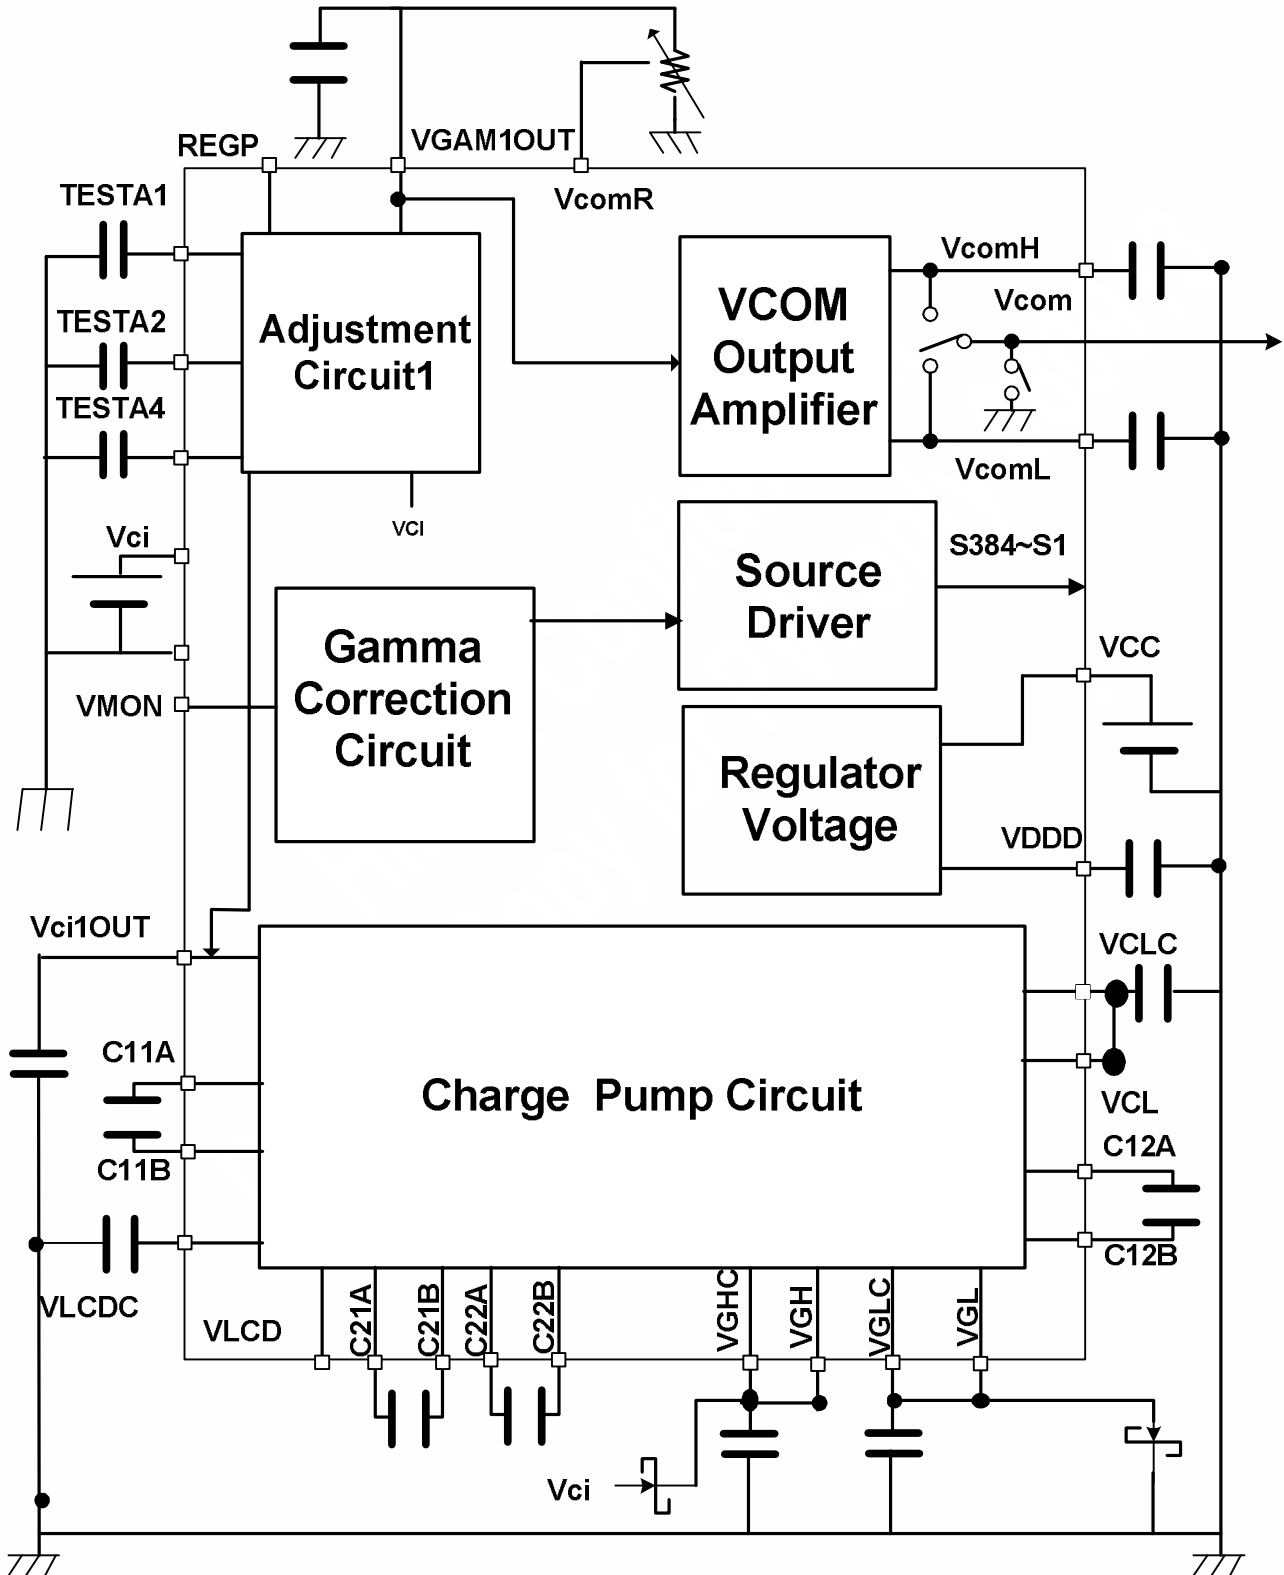 REGP
VGAM1OUT
VcomR
TESTA1
TESTA2
TESTA4
Adjustment
Circuit1
VCI
VCOM
Output
Amplifier
VcomH
Vcom
VcomL
Vci
VMON
Gamma
Correction
Circuit
Source
Driver
S384~S1
Regulator
Voltage
VCC
VDDD
Vci1OUT
C11A
C11B
VLCDC
VLCD
Charge Pump Circuit
VCLC
VCL
C12A
C12B
C21A
C21B
C22A
C22B
VGHC
VGH
VGLC
VGL
Vci